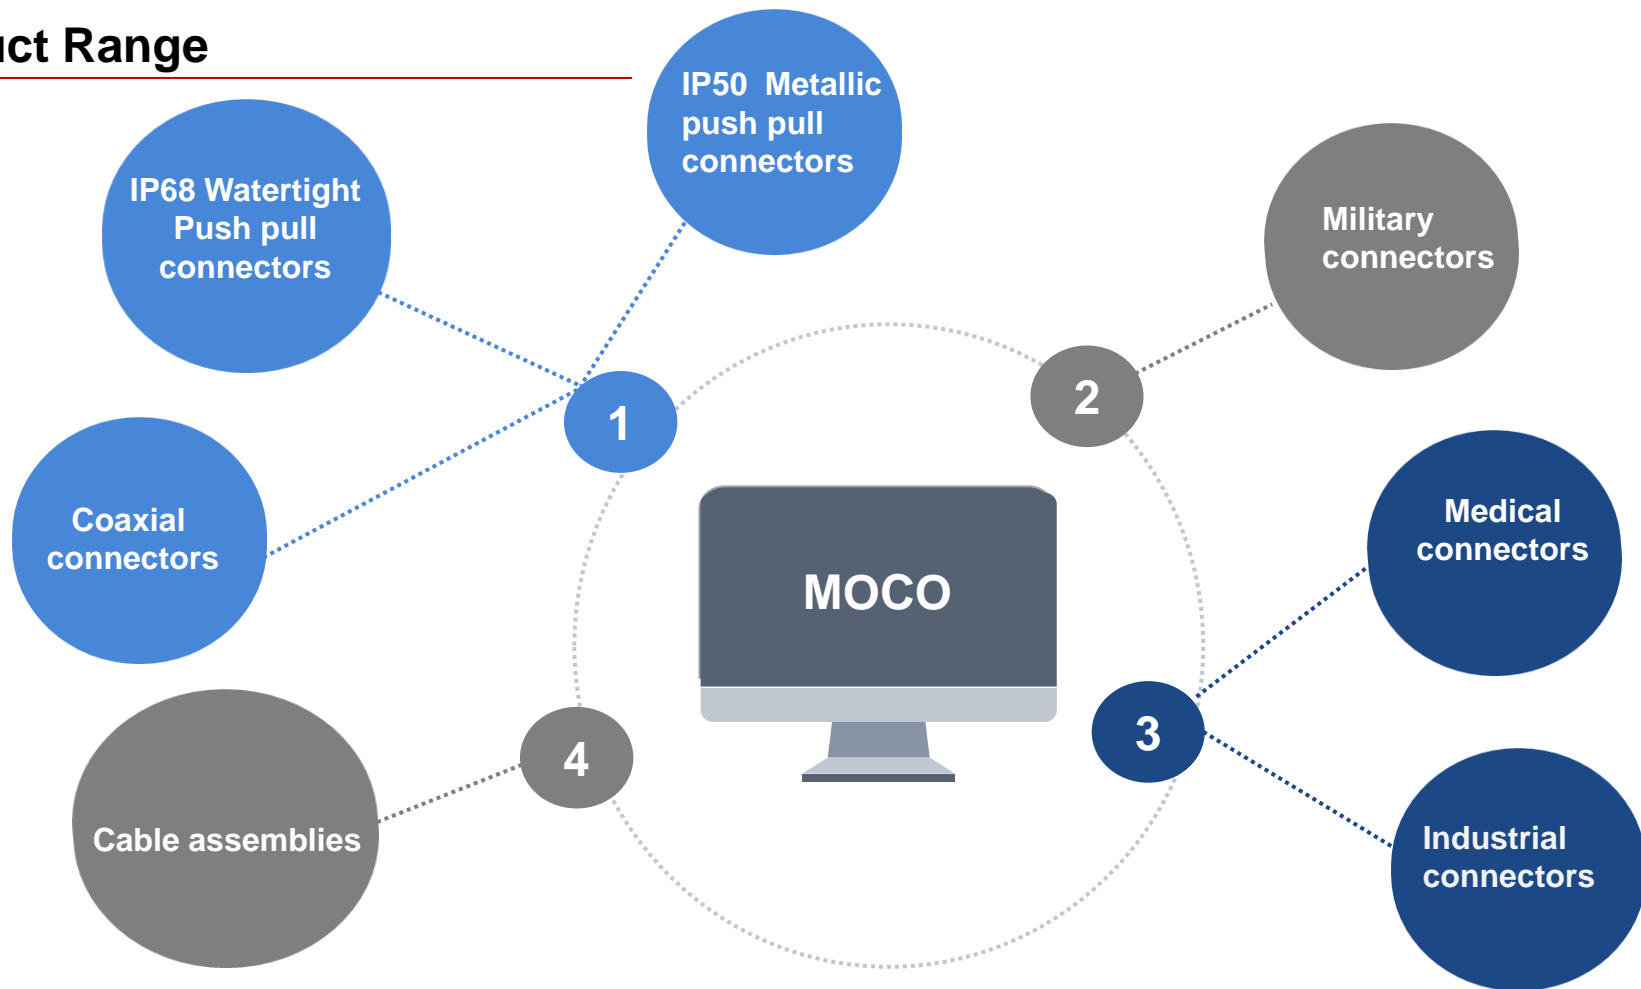 uct Range
IP50 Metallic
push pull
connectors
IP68 Watertight
Push pull
connectors
Military
connectors
1
2
Coaxial
connectors
Medical
connectors
MOCO
3
4
Cable assemblies
Industrial
connectors